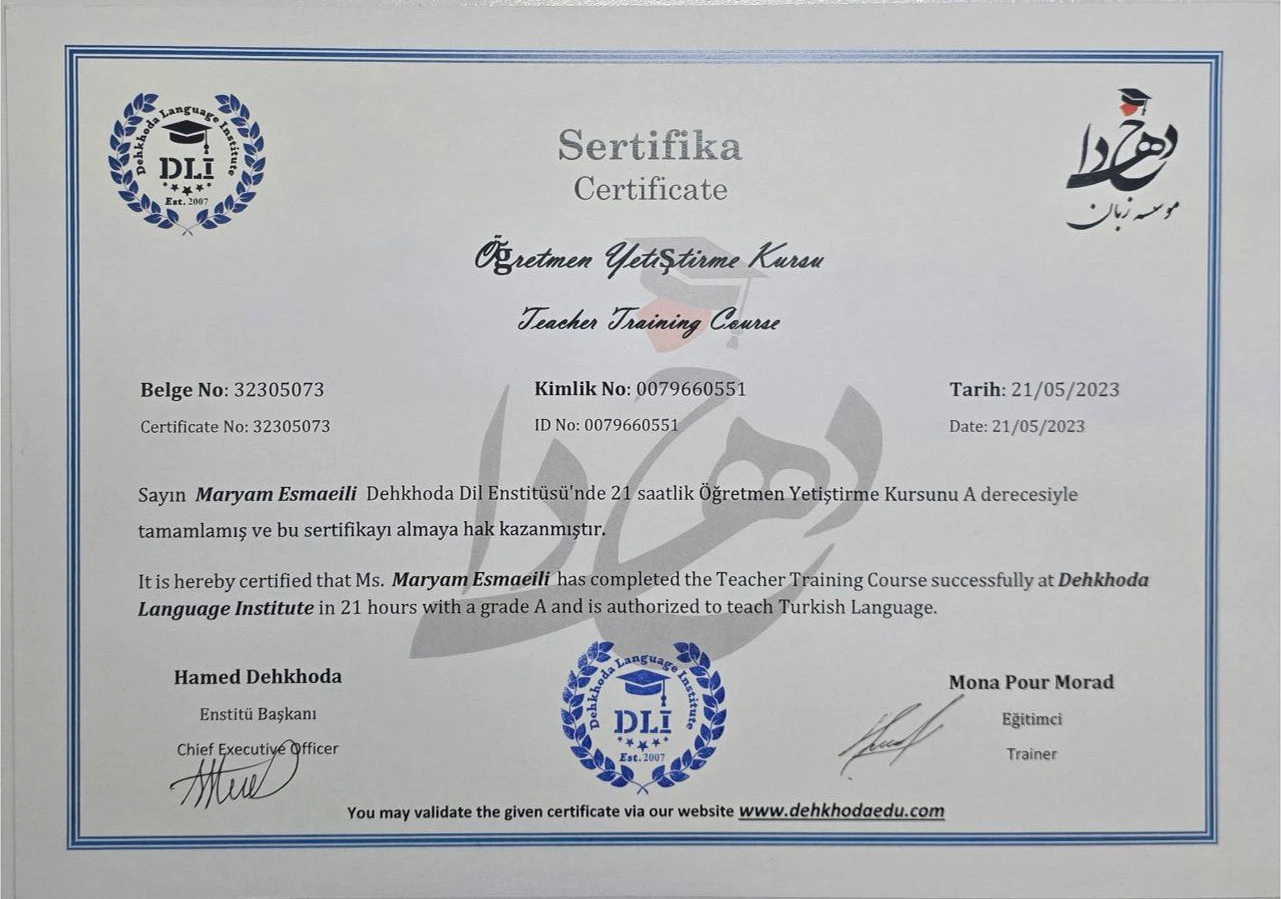 Dehkhoda Language Institute
DLI
Est. 2007
دهخدا
موسسه زبان
Sertifika
Certificate
Öğretmen Yetiştirme Kursu
Teacher Training Course
Belge No: 32305073
Kimlik No: 0079660551
Tarih: 21/05/2023
Certificate No: 32305073
ID No: 0079660551
Date: 21/05/2023
Sayın Maryam Esmaeili Dehkhoda Dil Enstitüsü'nde 21 saatlik Öğretmen Yetiştirme Kursunu A derecesiyle
tamamlamış ve bu sertifikayı almaya hak kazanmıştır.
It is hereby certified that Ms. Maryam Esmaeili has completed the Teacher Training Course successfully at Dehkhoda
Language Institute in 21 hours with a grade A and is authorized to teach Turkish Language.
Hamed Dehkhoda
Enstitü Başkanı
Chief Executive Officer
Dehkhoda Language Institute
DLI
Est. 2007
Mona Pour Morad
Eğitimci
Trainer
You may validate the given certificate via our website www.dehkhodaedu.com
دهخدا